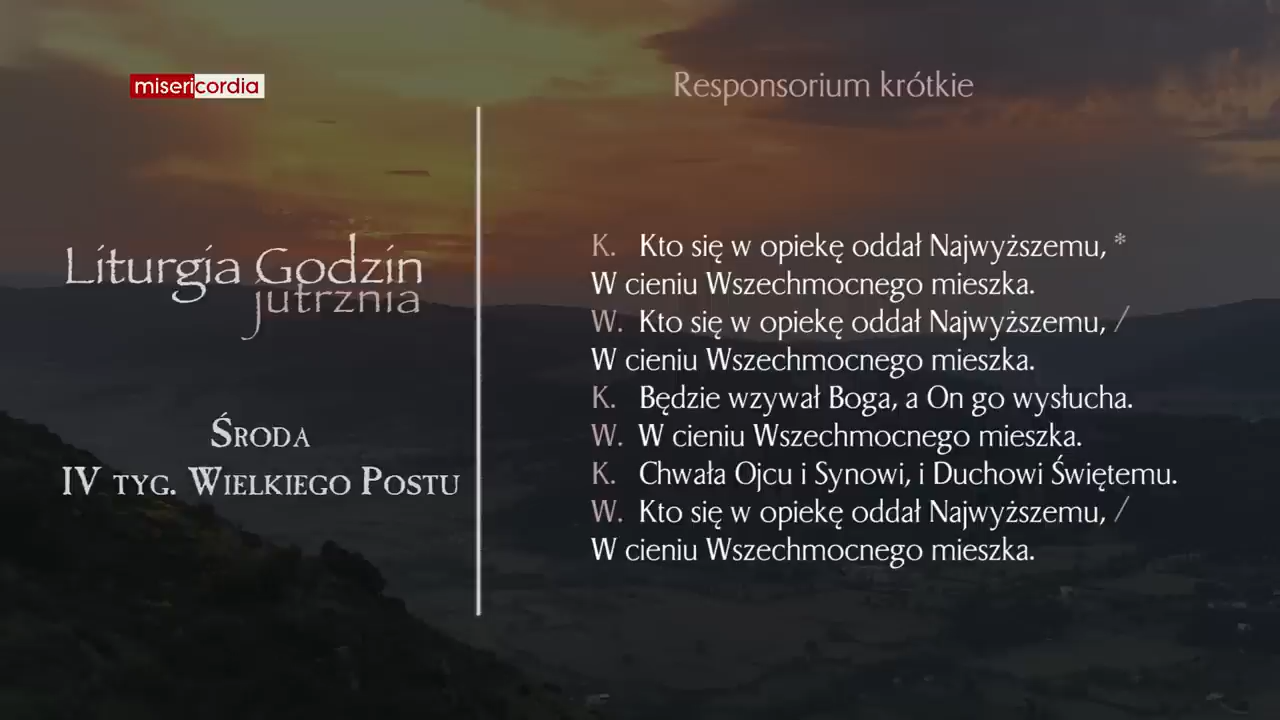 misericordia
Liturgia Godzin
jutrznia
Środa
IV tyg. Wielkiego Postu
Responsorium krótkie
K. Kto się w opiekę oddał Najwyższemu, *
W cieniu Wszechmocnego mieszka.
W. Kto się w opiekę oddał Najwyższemu, /
W cieniu Wszechmocnego mieszka.
K. Będzie wzywał Boga, a On go wysłucha.
W. W cieniu Wszechmocnego mieszka.
K. Chwała Ojcu i Synowi, i Duchowi Świętemu.
W. Kto się w opiekę oddał Najwyższemu, /
W cieniu Wszechmocnego mieszka.